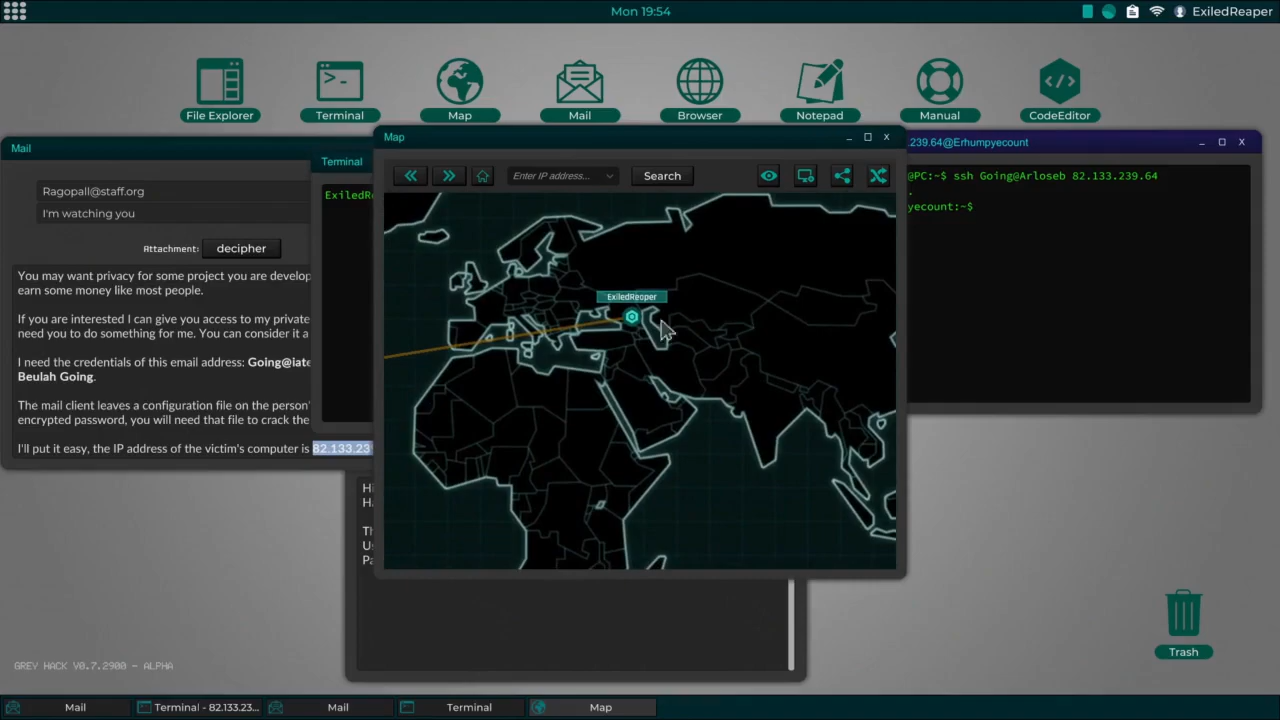 Mon 19:54
ExiledReaper
File Explorer
Terminal
Map
Mail
Browser
Notepad
Manual
CodeEditor
Mail
Ragopall@staff.org
I'm watching you
Attachment: decipher
You may want privacy for some project you are develop
earn some money like most people.
If you are interested I can give you access to my private
need you to do something for me. You can consider it a
I need the credentials of this email address: Going@iate
Beulah Going.
The mail client leaves a configuration file on the person'
encrypted password, you will need that file to crack the
I'll put it easy, the IP address of the victim's computer is 82.133.23
Terminal
ExiledRe
Map
Enter IP address...
Search
ExiledReaper
.239.64@Erhumpyecount
@PC:~$ ssh Going@Arloseb 82.133.239.64
.
yecount:~$
Hi
Ha
Th
Us
Pa
Trash
GREY HACK V0.7.2900 - ALPHA
Mail
Terminal - 82.133.23...
Mail
Terminal
Map